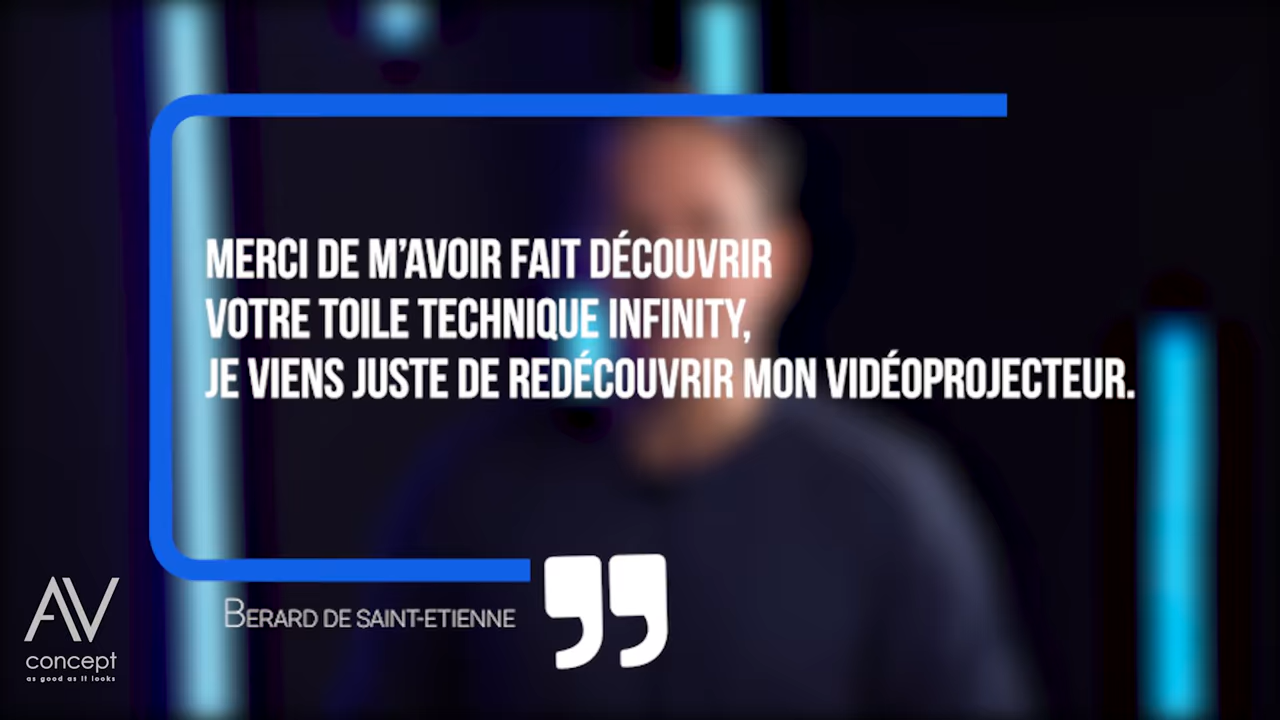 MERCI DE M'AVOIR FAIT DÉCOUVRIR
VOTRE TOILE TECHNIQUE INFINITY,
JE VIENS JUSTE DE REDÉCOUVRIR MON VIDÉOPROJECTEUR.
BERARD DE SAINT-ETIENNE
”
AV
concept
as good as it looks